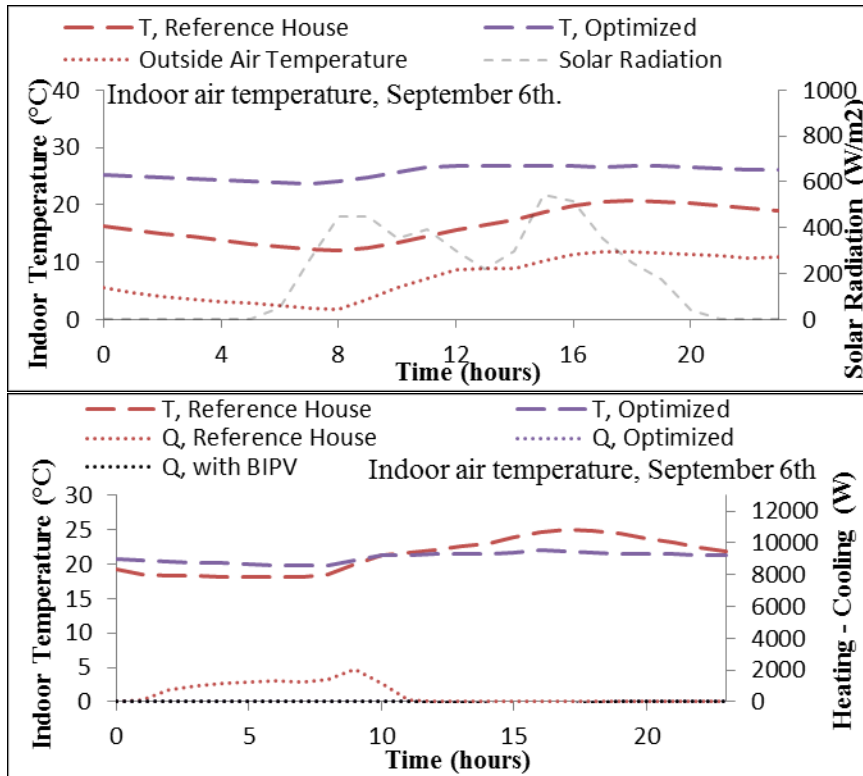 T, Reference House
T, Optimized
Outside Air Temperature
Solar Radiation
Indoor air temperature, September 6th.
Indoor Temperature (°C)
40
30
20
10
0
1000
800
600
400
200
0
Solar Radiation (W/m2)
0 4 8 12 16 20
Time (hours)
T, Reference House
T, Optimized
Q, Reference House
Q, Optimized
Q, with BIPV
Indoor air temperature, September 6th
Indoor Temperature (°C)
30
25
20
15
10
5
0
12000
10000
8000
6000
4000
2000
0
Heating - Cooling (W)
0 5 10 15 20
Time (hours)